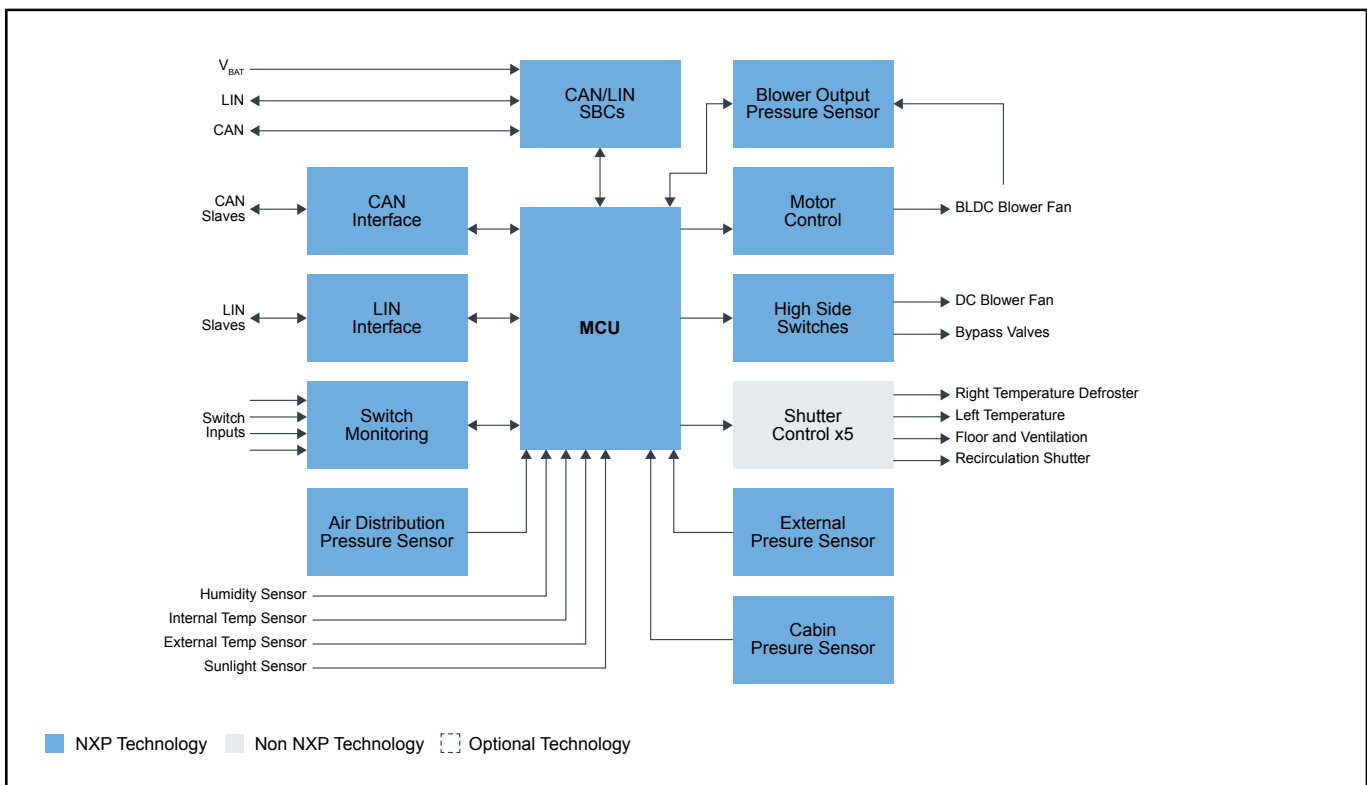 V_BAT
LIN
CAN
CAN/LIN
SBCs
Blower Output
Pressure Sensor
CAN
Slaves
CAN
Interface
Motor
Control
BLDC Blower Fan
LIN
Slaves
LIN
Interface
MCU
High Side
Switches
DC Blower Fan
Bypass Valves
Switch
Inputs
Switch
Monitoring
Shutter
Control x5
Right Temperature Defroster
Left Temperature
Floor and Ventilation
Recirculation Shutter
Air Distribution
Pressure Sensor
External
Presure Sensor
Humidity Sensor
Internal Temp Sensor
External Temp Sensor
Sunlight Sensor
Cabin
Presure Sensor
NXP Technology
Non NXP Technology
Optional Technology